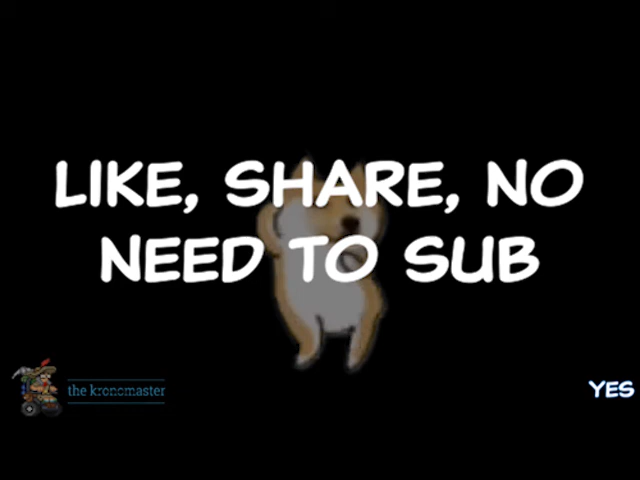 LIKE, SHARE, NO
NEED TO SUB
the kronomaster
YES